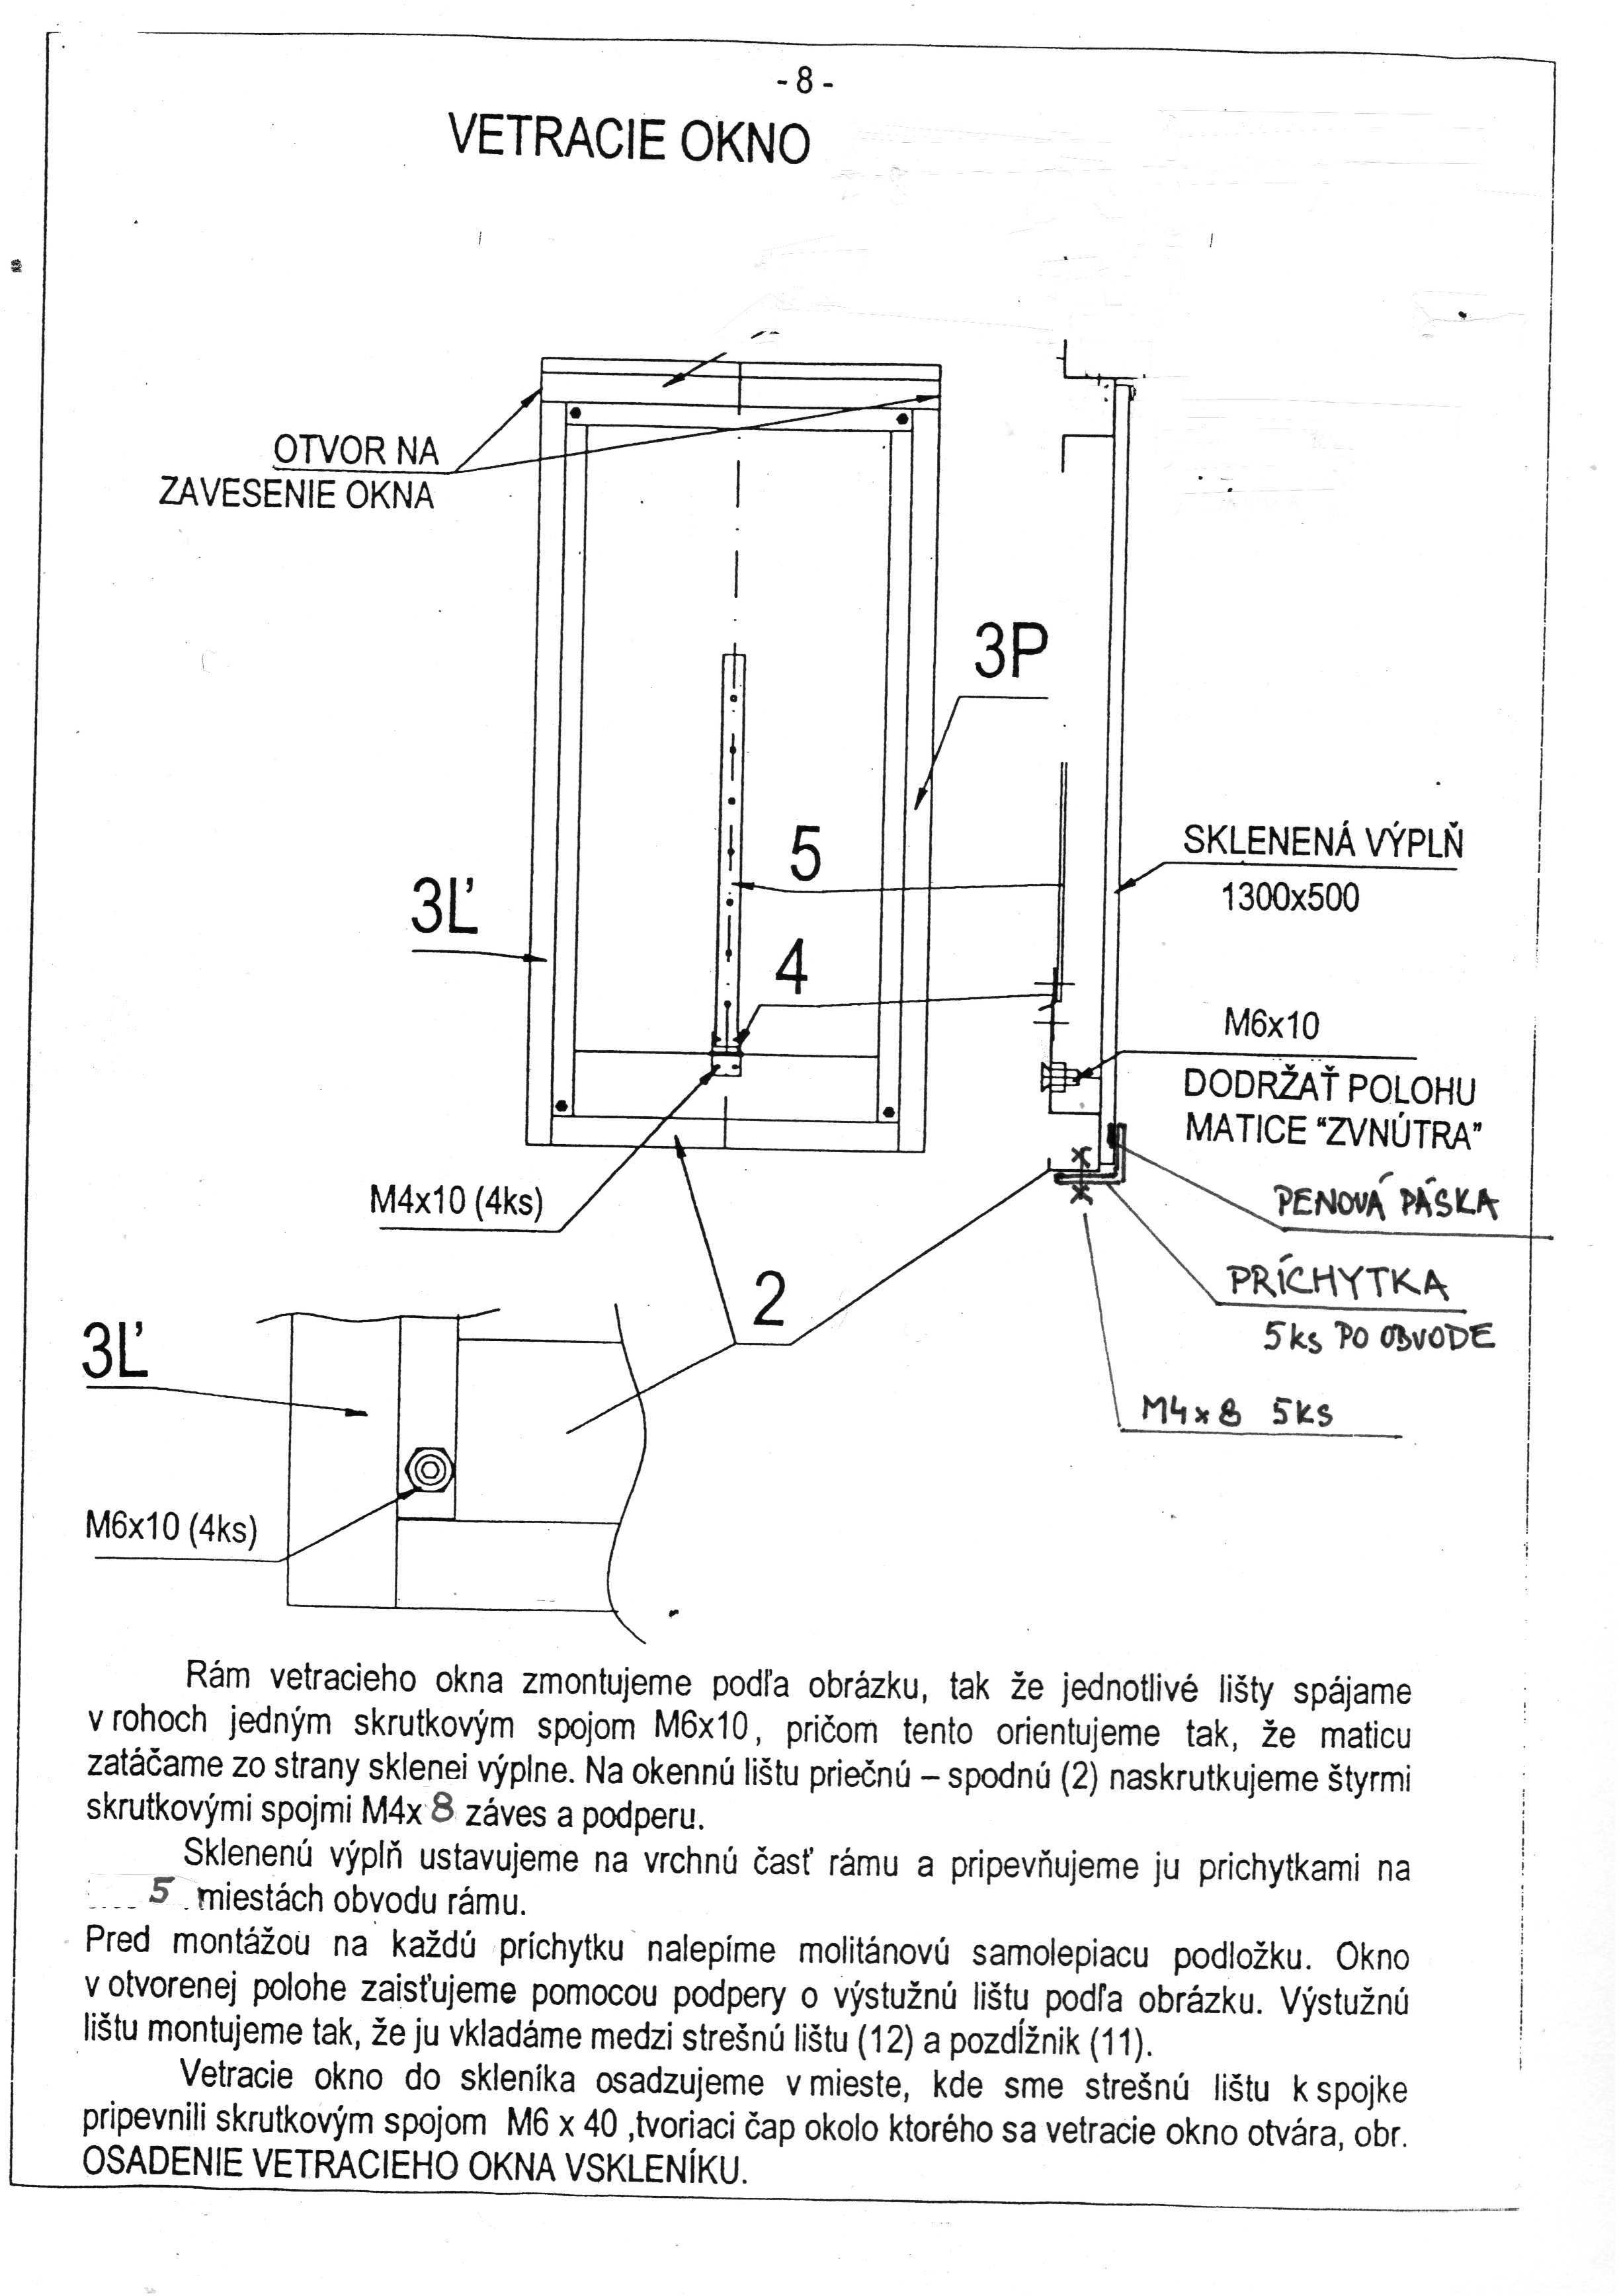 - 8 -
VETRACIE OKNO
OTVOR NA
ZAVESENIE OKNA
3P
5
SKLENENÁ VÝPLŇ
1300x500
3Ľ
4
M6x10
DODRŽAŤ POLOHU
MATICE "ZVNÚTRA"
M4x10 (4ks)
PENOVÁ PÁSKA
2
PRÍCHYTKA
5ks PO OBVODE
3Ľ
M4x8 5KS
M6x10 (4ks)
Rám vetracieho okna zmontujeme podľa obrázku, tak že jednotlivé lišty spájame
v rohoch jedným skrutkovým spojom M6x10, pričom tento orientujeme tak, že maticu
zatáčame zo strany sklenei výplne. Na okennú lištu priečnú – spodnú (2) naskrutkujeme štyrmi
skrutkovými spojmi M4x 8 záves a podperu.
Sklenenú výplň ustavujeme na vrchnú časť rámu a pripevňujeme ju prichytkami na
5 miestách obvodu rámu.
Pred montážou na každú príchytku nalepíme molitánovú samolepiacu podložku. Okno
v otvorenej polohe zaisťujeme pomocou podpery o výstužnú lištu podľa obrázku. Výstužnú
lištu montujeme tak, že ju vkladáme medzi strešnú lištu (12) a pozdĺžnik (11).
Vetracie okno do skleníka osadzujeme v mieste, kde sme strešnú lištu k spojke
pripevnili skrutkovým spojom M6 x 40 ,tvoriaci čap okolo ktorého sa vetracie okno otvára, obr.
OSADENIE VETRACIEHO OKNA VSKLENÍKU.